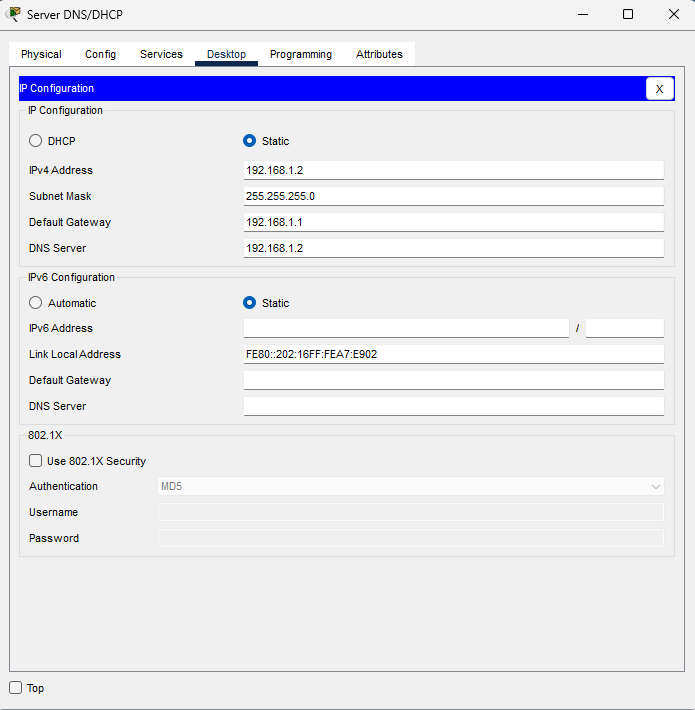 Server DNS/DHCP
Physical Config Services Desktop Programming Attributes
IP Configuration X
IP Configuration
DHCP Static
IPv4 Address 192.168.1.2
Subnet Mask 255.255.255.0
Default Gateway 192.168.1.1
DNS Server 192.168.1.2
IPv6 Configuration
Automatic Static
IPv6 Address /
Link Local Address FE80::202:16FF:FEA7:E902
Default Gateway
DNS Server
802.1X
Use 802.1X Security
Authentication MD5
Username
Password
Top